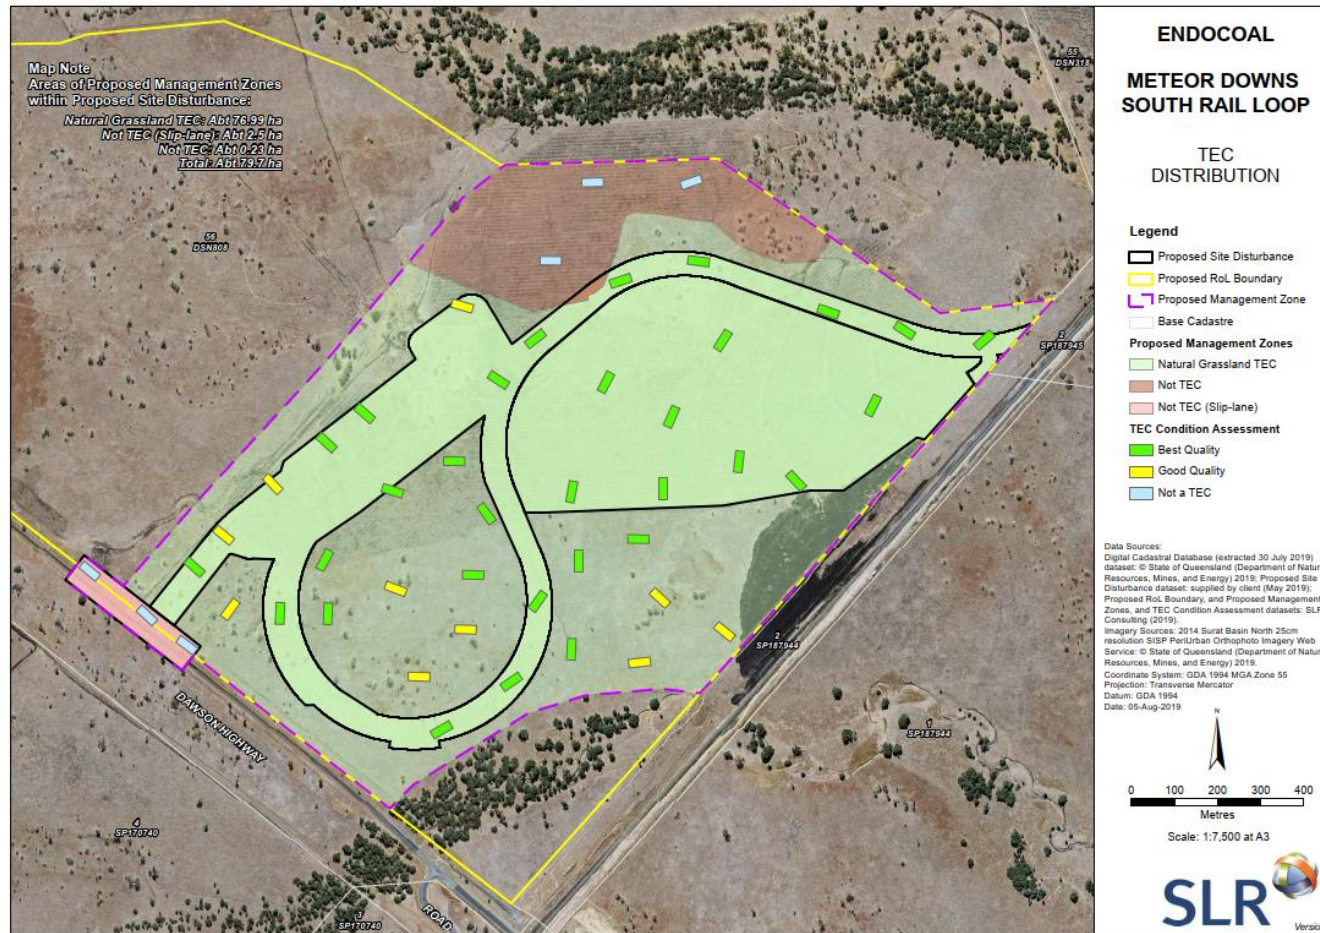 Map Note
Areas of Proposed Management Zones
within Proposed Site Disturbance:
Natural Grassland TEC: Abt 76.99 ha
Not TEC (Slip-lane): Abt 2.5 ha
Not TEC: Abt 0.23 ha
Total: Abt 79.7 ha
55
DSN318
56
DSN808
2
SP187945
2
SP187944
1
SP187944
DAWSON HIGHWAY
4
SP170740
3
SP170740
ROAD
ENDOCOAL
METEOR DOWNS
SOUTH RAIL LOOP
TEC
DISTRIBUTION
Legend
Proposed Site Disturbance
Proposed RoL Boundary
Proposed Management Zone
Base Cadastre
Proposed Management Zones
Natural Grassland TEC
Not TEC
Not TEC (Slip-lane)
TEC Condition Assessment
Best Quality
Good Quality
Not a TEC
Data Sources:
Digital Cadastral Database (extracted 30 July 2019)
dataset: © State of Queensland (Department of Natur
Resources, Mines, and Energy) 2019; Proposed Site
Disturbance dataset: supplied by client (May 2019);
Proposed RoL Boundary, and Proposed Management
Zones, and TEC Condition Assessment datasets: SLR
Consulting (2019).
Imagery Sources: 2014 Surat Basin North 25cm
resolution SISP PeriUrban Orthophoto Imagery Web
Service: © State of Queensland (Department of Natur
Resources, Mines, and Energy) 2019.
Coordinate System: GDA 1994 MGA Zone 55
Projection: Transverse Mercator
Datum: GDA 1994
Date: 05-Aug-2019
N
0 100 200 300 400
Metres
Scale: 1:7,500 at A3
SLR
Versio